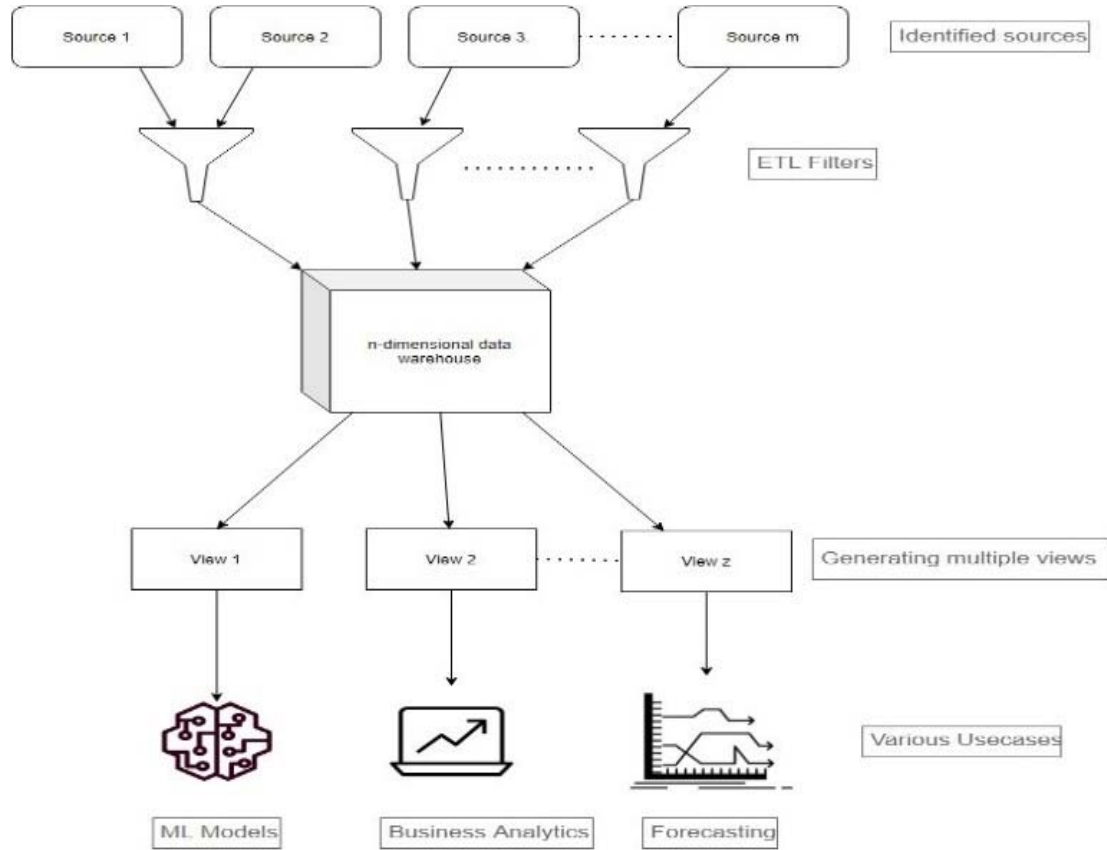 Source 1
Source 2
Source 3.
Source m
Identified sources
ETL Filters
n-dimensional data
warehouse
View 1
View 2
View z
Generating multiple views
Various Usecases
ML Models
Business Analytics
Forecasting